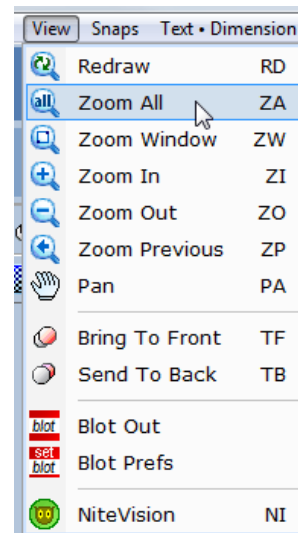 View Snaps Text • Dimension
Redraw RD
all Zoom All ZA
Zoom Window ZW
Zoom In ZI
Zoom Out ZO
Zoom Previous ZP
Pan PA
Bring To Front TF
Send To Back TB
blot Blot Out
set blot Blot Prefs
NiteVision NI